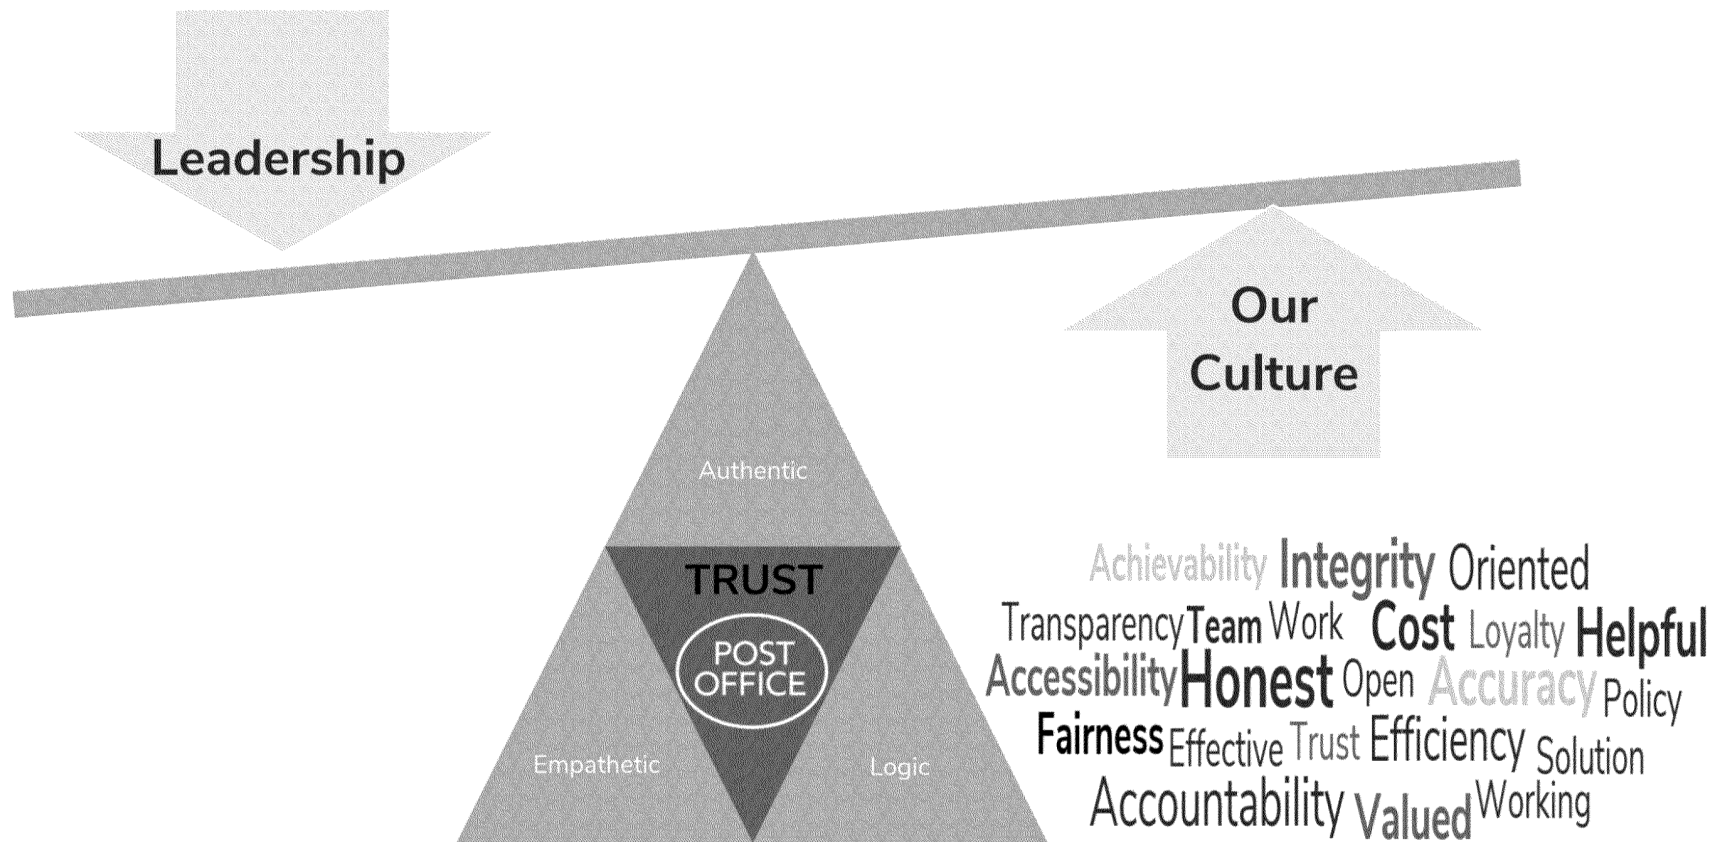 Leadership
Our
Culture
Authentic
TRUST
POST
OFFICE
Empathetic
Logic
Achievability Integrity Oriented
Transparency Team Work Cost Loyalty Helpful
Accessibility Honest Open Accuracy Policy
Fairness Effective Trust Efficiency Solution
Accountability Valued Working